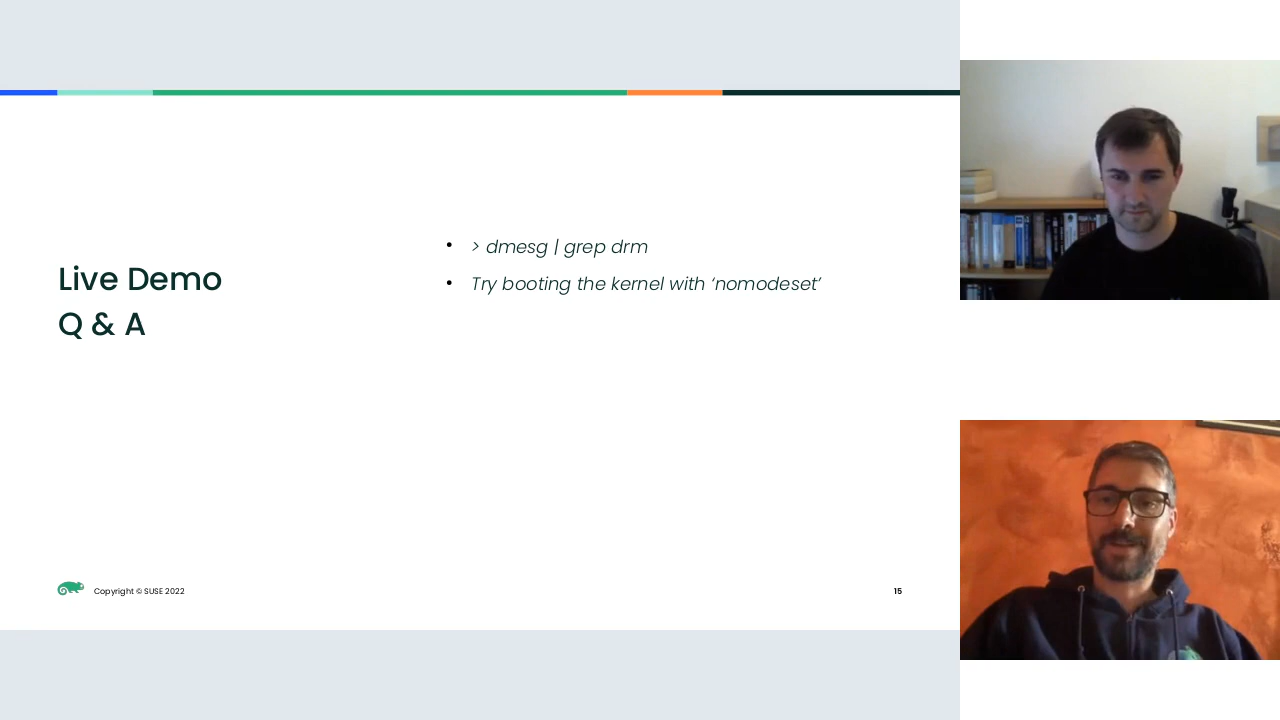 Live Demo
Q & A
• > dmesg | grep drm
• Try booting the kernel with ‘nomodeset’
Copyright © SUSE 2022
15